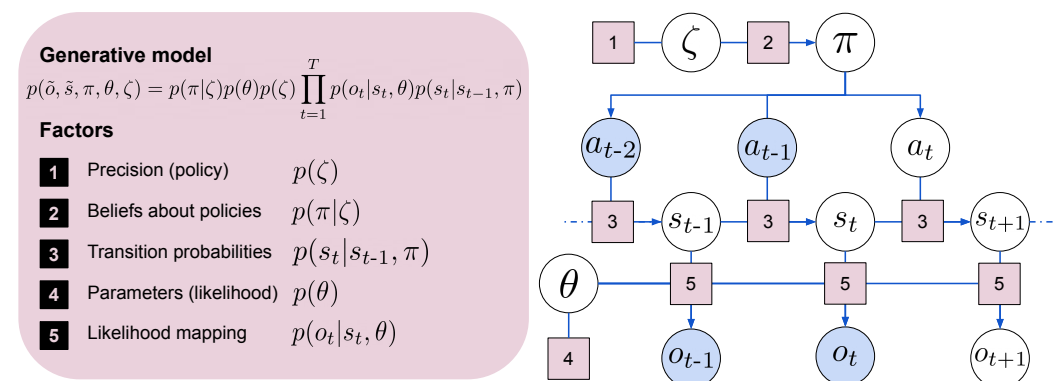 Generative model
p(õ, s̃, π, θ, ζ) = p(π|ζ)p(θ)p(ζ) ∏_{t=1}^{T} p(o_t|s_t, θ)p(s_t|s_{t-1}, π)
Factors
1 Precision (policy) p(ζ)
2 Beliefs about policies p(π|ζ)
3 Transition probabilities p(s_t|s_{t-1}, π)
4 Parameters (likelihood) p(θ)
5 Likelihood mapping p(o_t|s_t, θ)
1 ζ 2 π
a_{t-2} a_{t-1} a_t
3 s_{t-1} 3 s_t 3 s_{t+1}
θ 5 5 5
4 o_{t-1} o_t o_{t+1}